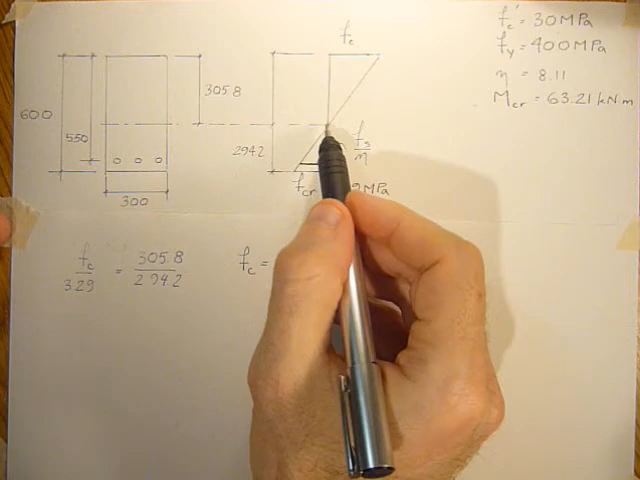 f'c = 30 MPa
fy = 400 MPa
η = 8.11
Mcr = 63.21 kN.m
fc
305.8
600
550
294.2
fs/η
300
fcr MPa
fc/3.29 = 305.8/294.2
fc =